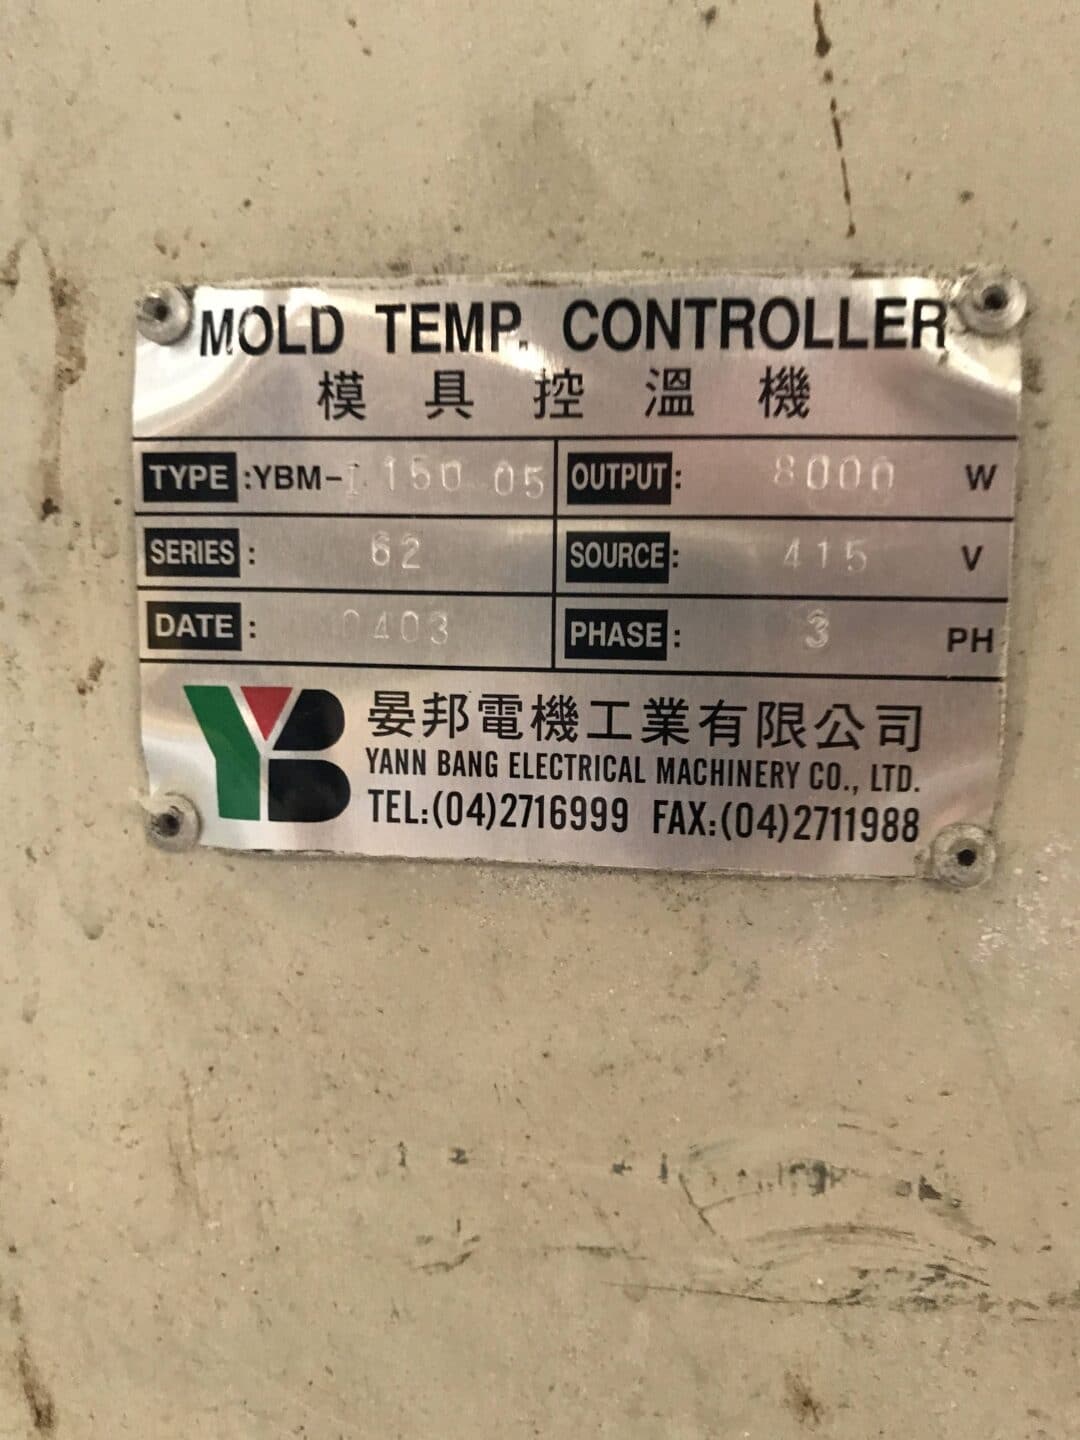 MOLD TEMP. CONTROLLER
模具控溫機
TYPE :YBM-I 150 05 OUTPUT: 8000 W
SERIES: 62 SOURCE: 415 V
DATE: 0403 PHASE: 3 PH
YB 晏邦電機工業有限公司
YANN BANG ELECTRICAL MACHINERY CO., LTD.
TEL:(04)2716999 FAX:(04)2711988